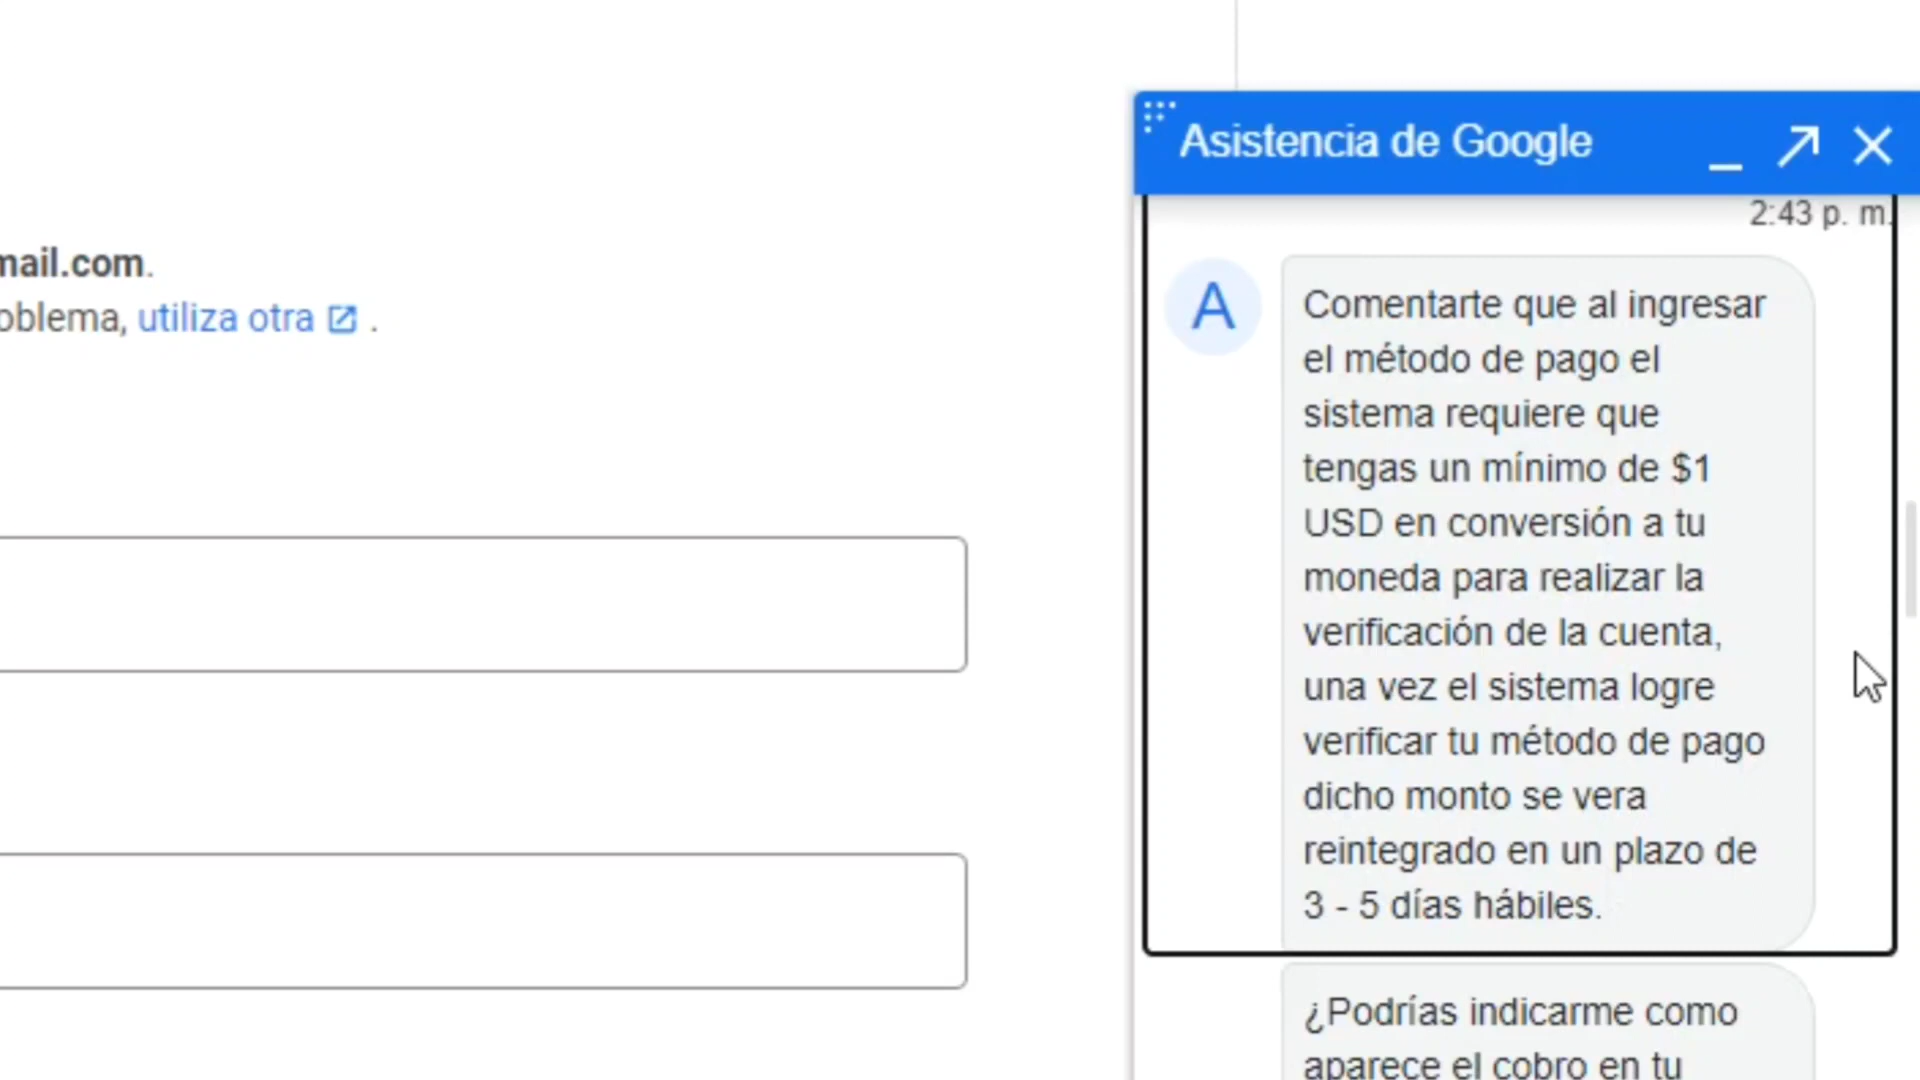 mail.com.
oblema, utiliza otra .
Asistencia de Google
2:43 p. m.
A
Comentarte que al ingresar
el método de pago el
sistema requiere que
tengas un mínimo de $1
USD en conversión a tu
moneda para realizar la
verificación de la cuenta,
una vez el sistema logre
verificar tu método de pago
dicho monto se vera
reintegrado en un plazo de
3 - 5 días hábiles.
¿Podrías indicarme como
aparece el cobro en tu